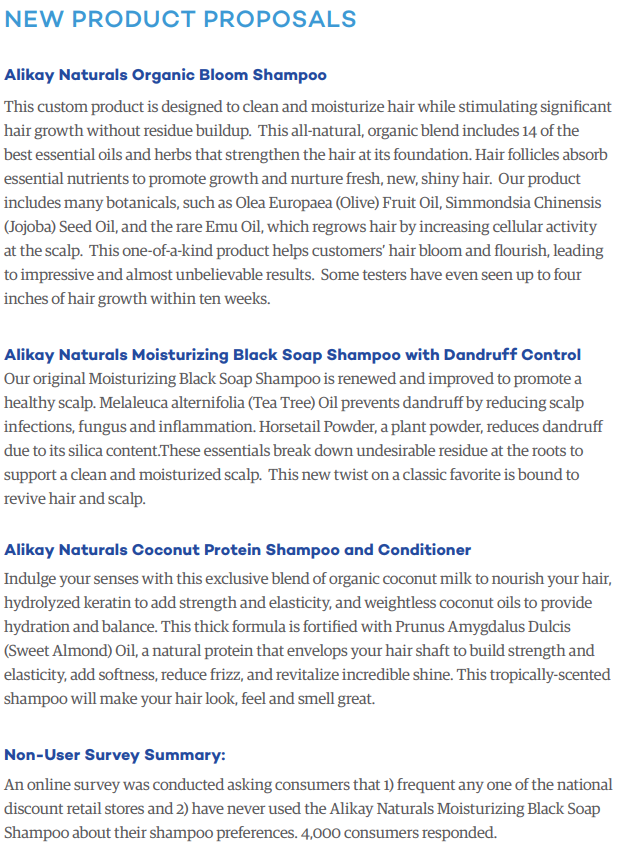 NEW PRODUCT PROPOSALS
Alikay Naturals Organic Bloom Shampoo
This custom product is designed to clean and moisturize hair while stimulating significant
hair growth without residue buildup.  This all-natural, organic blend includes 14 of the
best essential oils and herbs that strengthen the hair at its foundation. Hair follicles absorb
essential nutrients to promote growth and nurture fresh, new, shiny hair.  Our product
includes many botanicals, such as Olea Europaea (Olive) Fruit Oil, Simmondsia Chinensis
(Jojoba) Seed Oil, and the rare Emu Oil, which regrows hair by increasing cellular activity
at the scalp.  This one-of-a-kind product helps customers’ hair bloom and flourish, leading
to impressive and almost unbelievable results.  Some testers have even seen up to four
inches of hair growth within ten weeks.
Alikay Naturals Moisturizing Black Soap Shampoo with Dandruff Control
Our original Moisturizing Black Soap Shampoo is renewed and improved to promote a
healthy scalp. Melaleuca alternifolia (Tea Tree) Oil prevents dandruff by reducing scalp
infections, fungus and inflammation. Horsetail Powder, a plant powder, reduces dandruff
due to its silica content.These essentials break down undesirable residue at the roots to
support a clean and moisturized scalp.  This new twist on a classic favorite is bound to
revive hair and scalp.
Alikay Naturals Coconut Protein Shampoo and Conditioner
Indulge your senses with this exclusive blend of organic coconut milk to nourish your hair,
hydrolyzed keratin to add strength and elasticity, and weightless coconut oils to provide
hydration and balance. This thick formula is fortified with Prunus Amygdalus Dulcis
(Sweet Almond) Oil, a natural protein that envelops your hair shaft to build strength and
elasticity, add softness, reduce frizz, and revitalize incredible shine. This tropically-scented
shampoo will make your hair look, feel and smell great.
Non-User Survey Summary:
An online survey was conducted asking consumers that 1) frequent any one of the national
discount retail stores and 2) have never used the Alikay Naturals Moisturizing Black Soap
Shampoo about their shampoo preferences. 4,000 consumers responded.